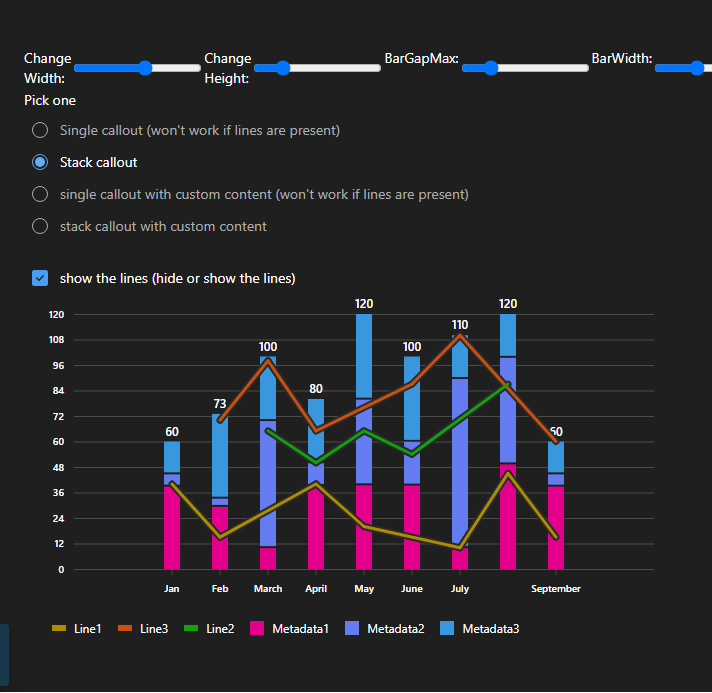 Change Width:
Change Height:
BarGapMax:
BarWidth:
Pick one
Single callout (won't work if lines are present)
Stack callout
single callout with custom content (won't work if lines are present)
stack callout with custom content
show the lines (hide or show the lines)
120
108
96
84
72
60
48
36
24
12
0
60
73
100
80
120
100
110
120
60
Jan
Feb
March
April
May
June
July
September
Line1
Line3
Line2
Metadata1
Metadata2
Metadata3